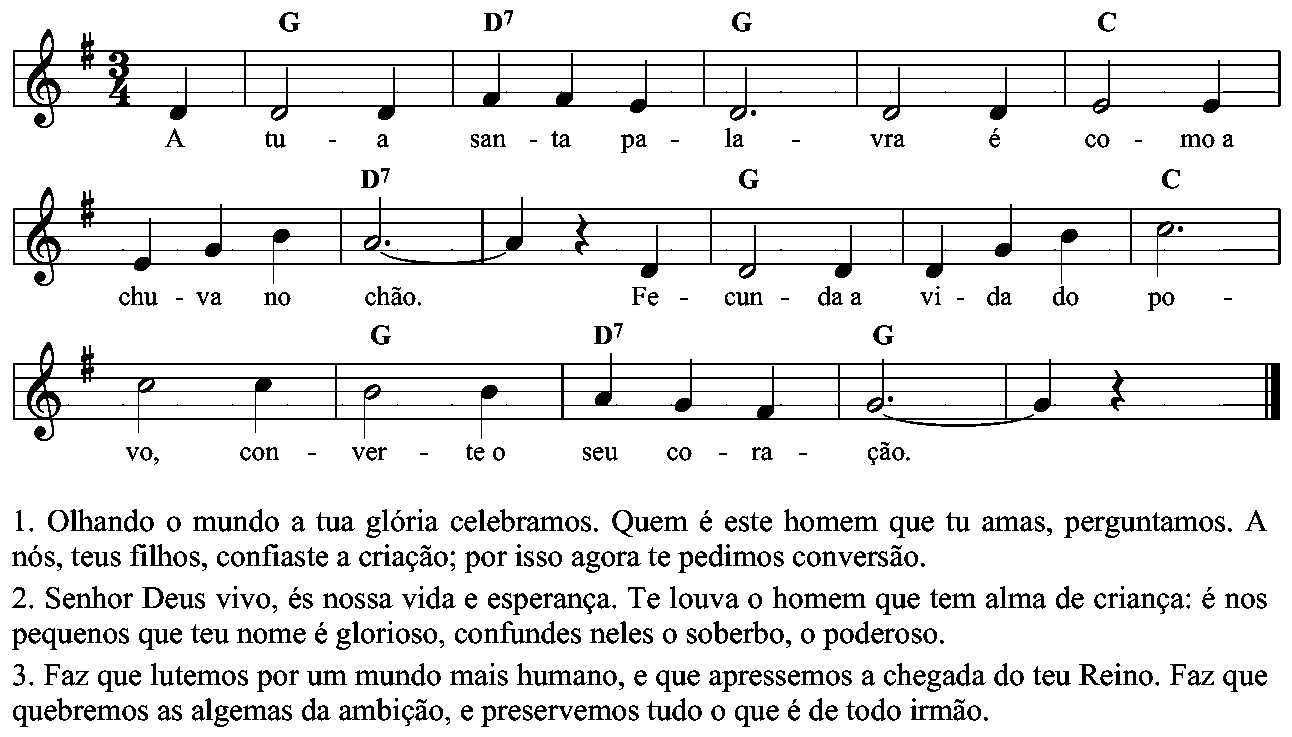 G D7 G C
3
4
A tu - a san - ta pa - la - vra é co - mo a
D7 G C
chu - va no chão. Fe - cun - da a vi - da do po -
G D7 G
vo, con - ver - te o seu co - ra - ção.
1. Olhando o mundo a tua glória celebramos. Quem é este homem que tu amas, perguntamos. A
nós, teus filhos, confiaste a criação; por isso agora te pedimos conversão.
2. Senhor Deus vivo, és nossa vida e esperança. Te louva o homem que tem alma de criança: é nos
pequenos que teu nome é glorioso, confundes neles o soberbo, o poderoso.
3. Faz que lutemos por um mundo mais humano, e que apressemos a chegada do teu Reino. Faz que
quebremos as algemas da ambição, e preservemos tudo o que é de todo irmão.